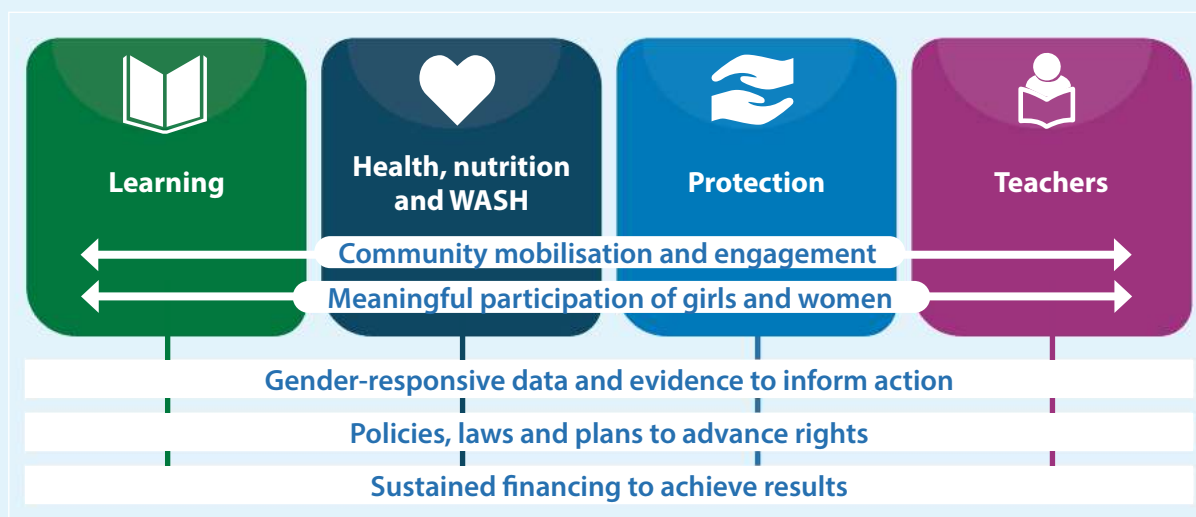 Learning
Health, nutrition
and WASH
Protection
Teachers
Community mobilisation and engagement
Meaningful participation of girls and women
Gender-responsive data and evidence to inform action
Policies, laws and plans to advance rights
Sustained financing to achieve results